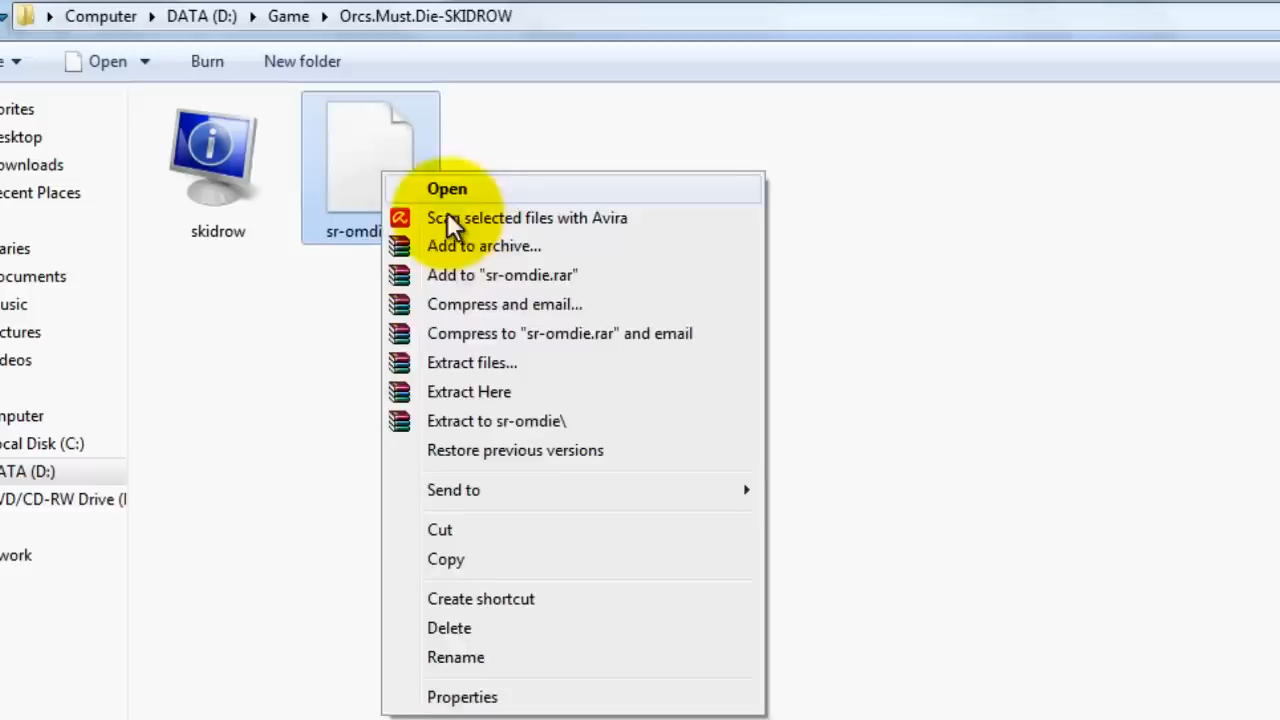 Computer DATA (D:) Game Orcs.Must.Die-SKIDROW
e Open Burn New folder
orites
esktop
ownloads
ecent Places
aries
ocuments
usic
ctures
deos
mputer
ocal Disk (C:)
ATA (D:)
VD/CD-RW Drive (
work
skidrow
sr-omdi
Open
Scan selected files with Avira
Add to archive...
Add to "sr-omdie.rar"
Compress and email...
Compress to "sr-omdie.rar" and email
Extract files...
Extract Here
Extract to sr-omdie\
Restore previous versions
Send to
Cut
Copy
Create shortcut
Delete
Rename
Properties